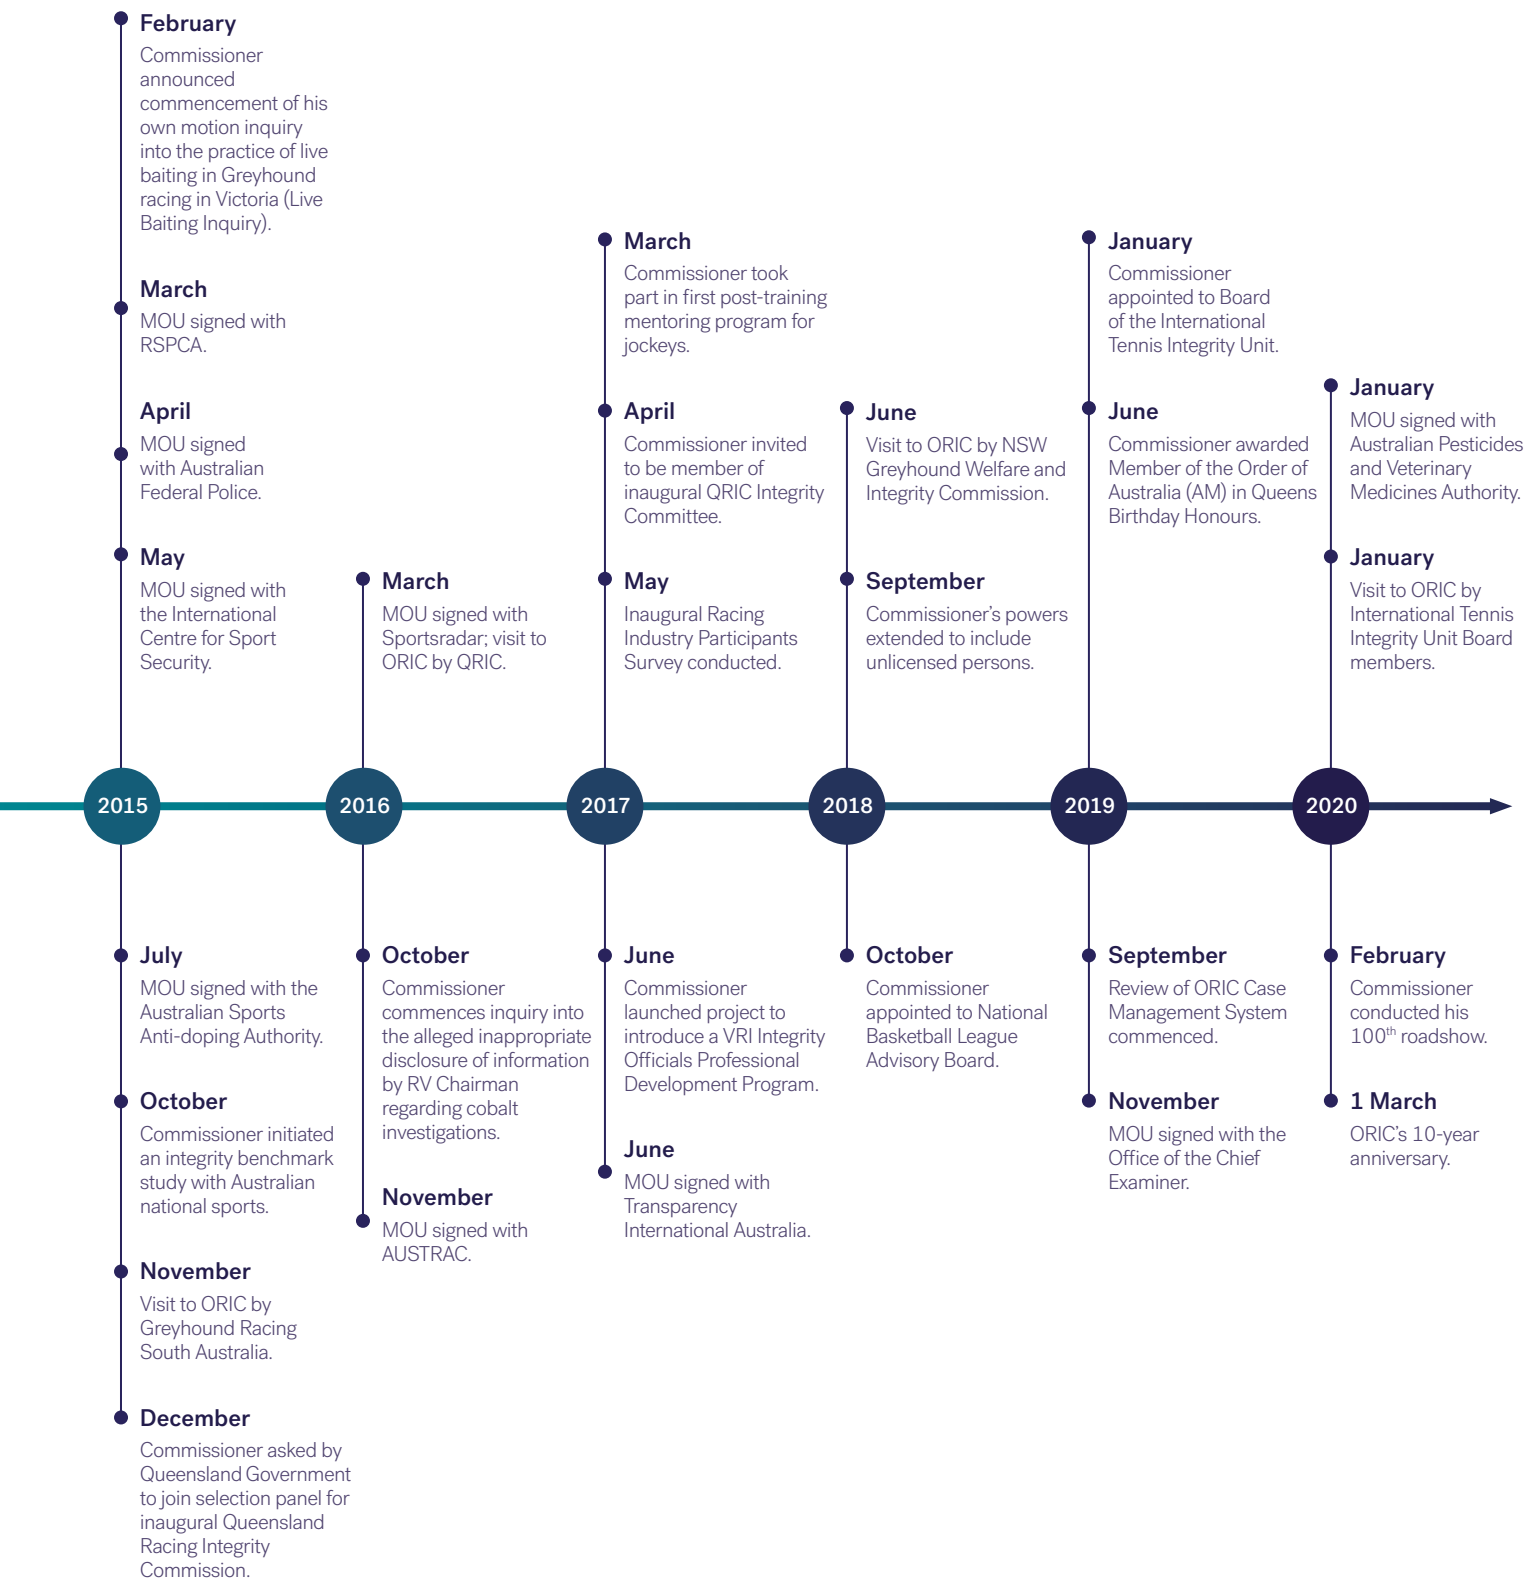 February
Commissioner
announced
commencement of his
own motion inquiry
into the practice of live
baiting in Greyhound
racing in Victoria (Live
Baiting Inquiry).
March
MOU signed with
RSPCA.
April
MOU signed
with Australian
Federal Police.
May
MOU signed with
the International
Centre for Sport
Security.
2015
July
MOU signed with the
Australian Sports
Anti-doping Authority.
October
Commissioner initiated
an integrity benchmark
study with Australian
national sports.
November
Visit to ORIC by
Greyhound Racing
South Australia.
December
Commissioner asked by
Queensland Government
to join selection panel for
inaugural Queensland
Racing Integrity
Commission.
March
MOU signed with
Sportsradar; visit to
ORIC by QRIC.
2016
October
Commissioner
commences inquiry into
the alleged inappropriate
disclosure of information
by RV Chairman
regarding cobalt
investigations.
November
MOU signed with
AUSTRAC.
March
Commissioner took
part in first post-training
mentoring program for
jockeys.
April
Commissioner invited
to be member of
inaugural QRIC Integrity
Committee.
May
Inaugural Racing
Industry Participants
Survey conducted.
2017
June
Commissioner
launched project to
introduce a VRI Integrity
Officials Professional
Development Program.
June
MOU signed with
Transparency
International Australia.
June
Visit to ORIC by NSW
Greyhound Welfare and
Integrity Commission.
September
Commissioner’s powers
extended to include
unlicensed persons.
2018
October
Commissioner
appointed to National
Basketball League
Advisory Board.
January
Commissioner
appointed to Board
of the International
Tennis Integrity Unit.
June
Commissioner awarded
Member of the Order of
Australia (AM) in Queens
Birthday Honours.
2019
September
Review of ORIC Case
Management System
commenced.
November
MOU signed with the
Office of the Chief
Examiner.
January
MOU signed with
Australian Pesticides
and Veterinary
Medicines Authority.
January
Visit to ORIC by
International Tennis
Integrity Unit Board
members.
2020
February
Commissioner
conducted his
100th roadshow.
1 March
ORIC’s 10-year
anniversary.